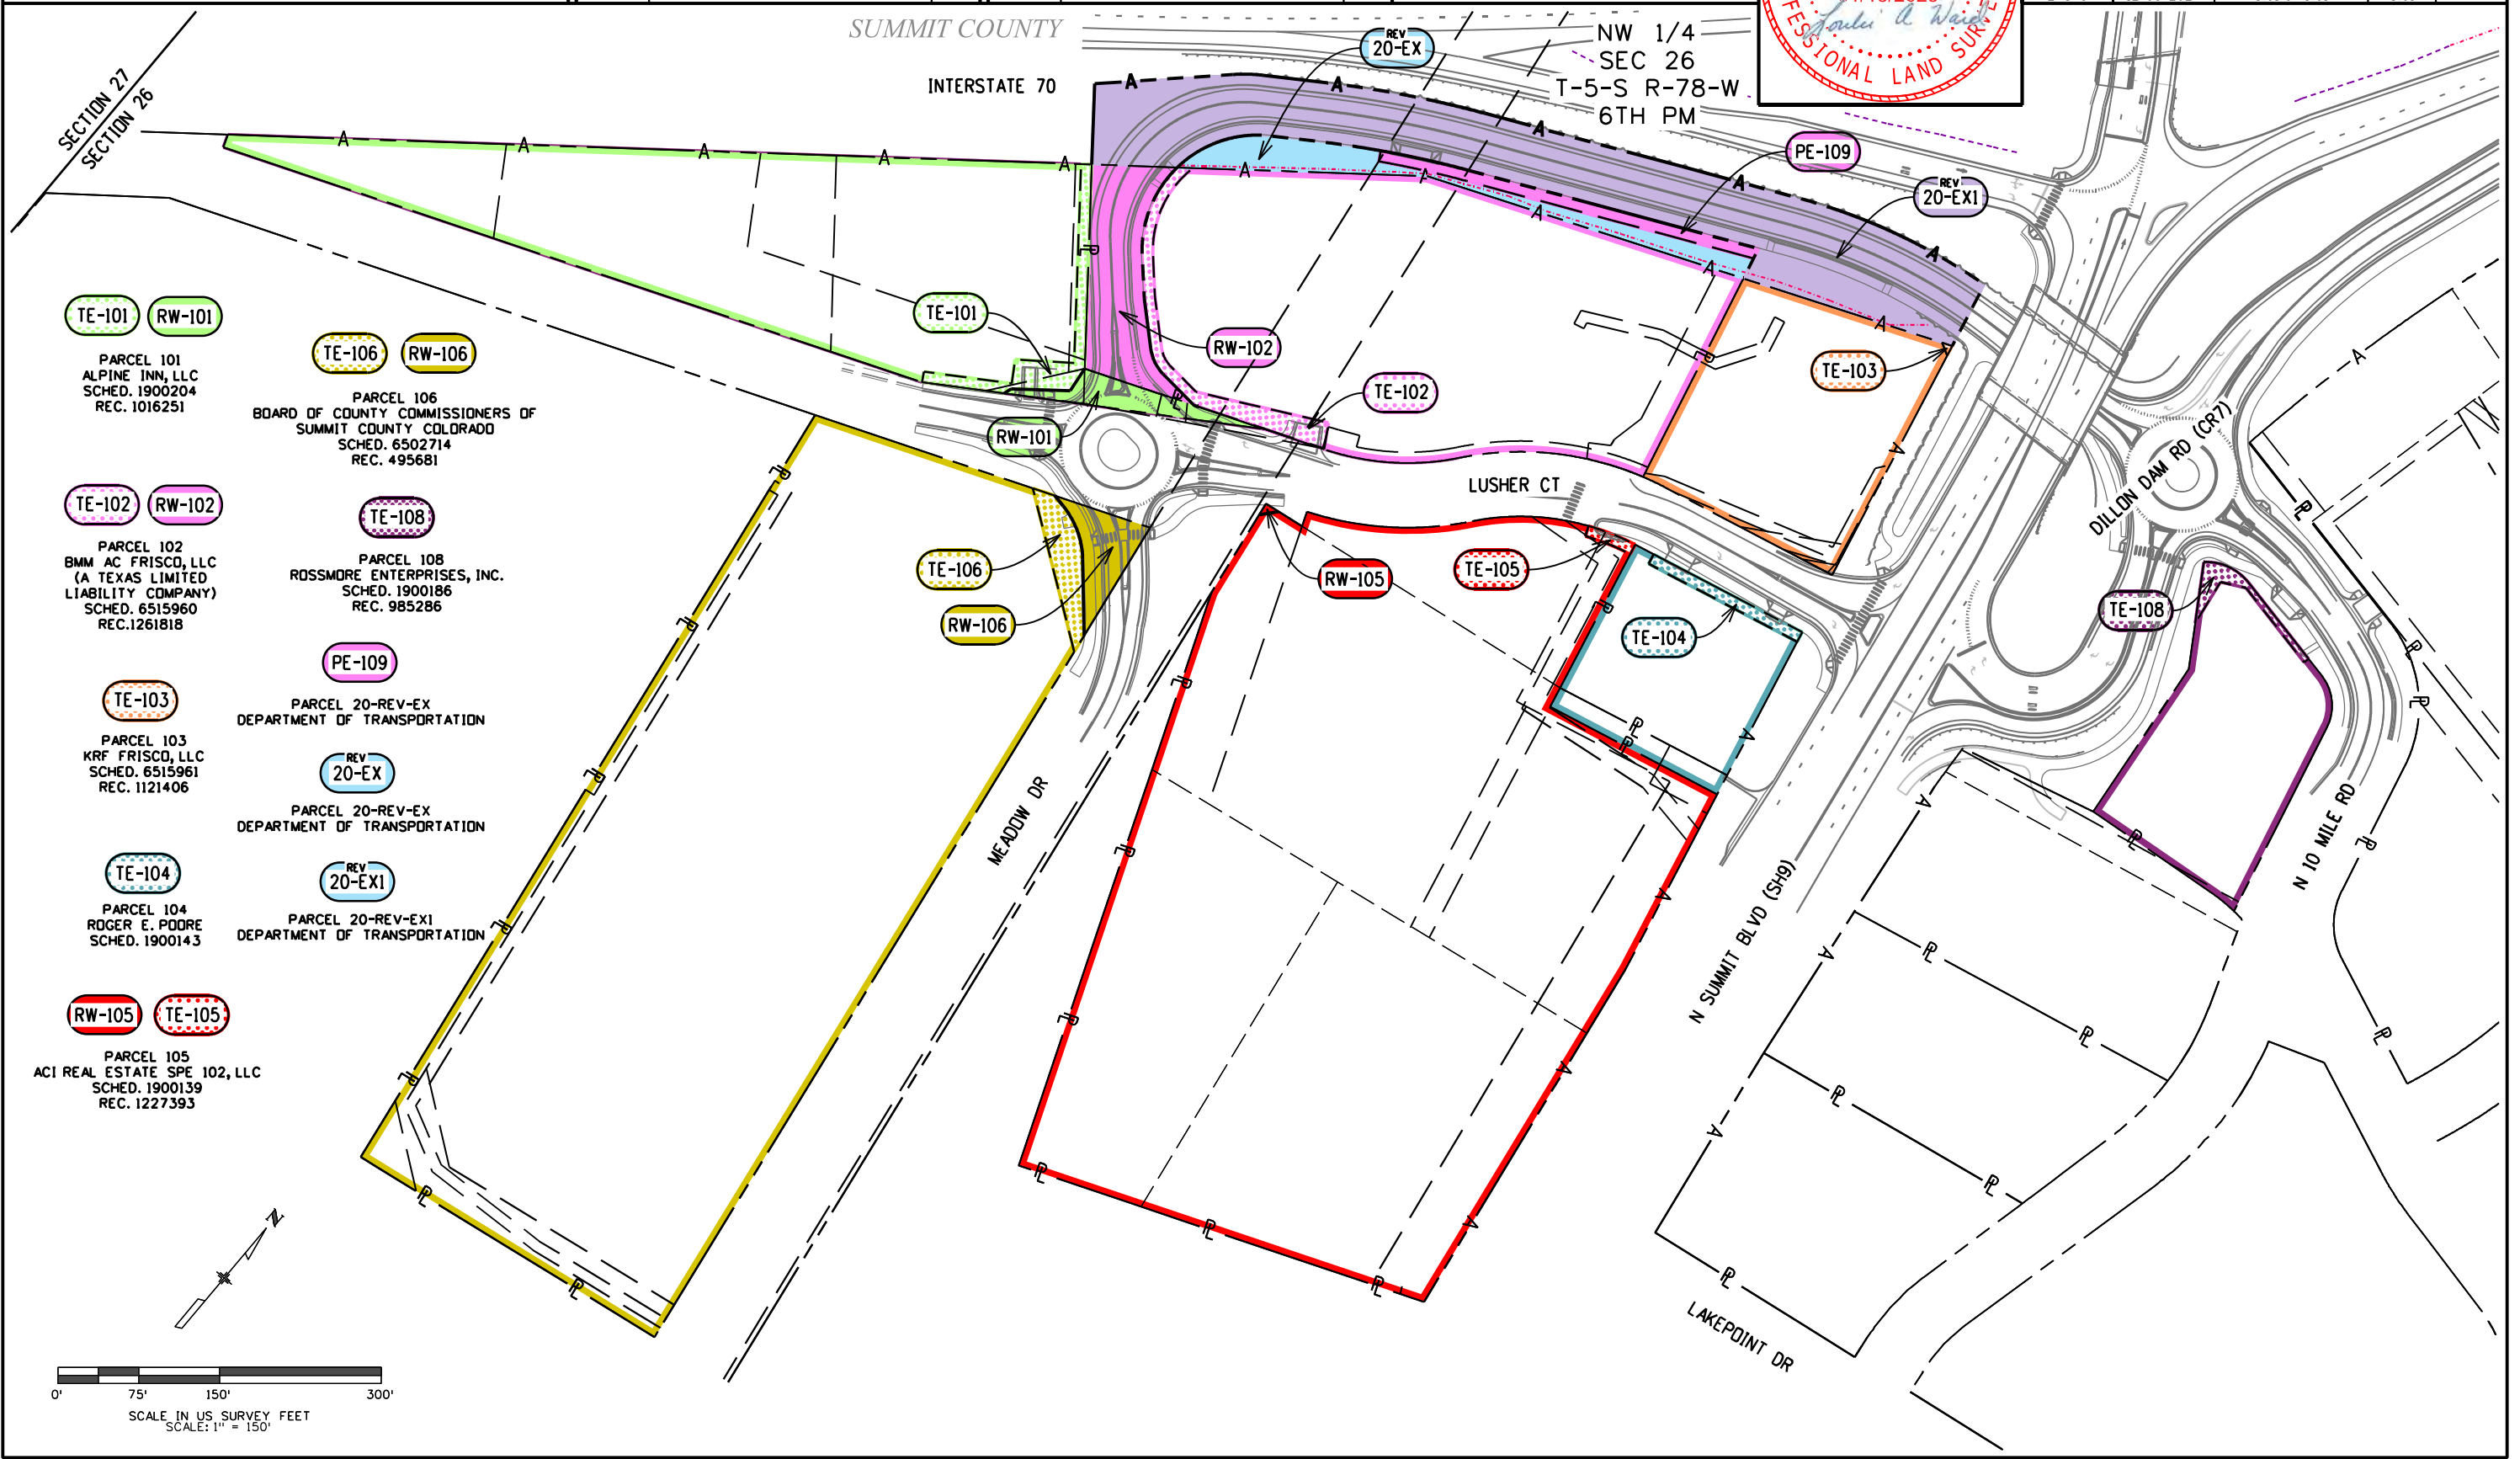 SUMMIT COUNTY
INTERSTATE 70
NW 1/4
SEC 26
T-5-S R-78-W
6TH PM
FESSIONAL LAND SURVE
Louise A Ward
SECTION 27
SECTION 26
REV
20-EX
PE-109
REV
20-EX1
TE-101
RW-102
TE-102
RW-101
TE-103
LUSHER CT
DILLON DAM RD (CR7)
TE-106
RW-106
RW-105
TE-105
TE-104
TE-108
MEADOW DR
N SUMMIT BLVD (SH9)
N 10 MILE RD
LAKEPOINT DR
TE-101 RW-101
PARCEL 101
ALPINE INN, LLC
SCHED. 1900204
REC. 1016251
TE-102 RW-102
PARCEL 102
BMM AC FRISCO, LLC
(A TEXAS LIMITED
LIABILITY COMPANY)
SCHED. 6515960
REC.1261818
TE-103
PARCEL 103
KRF FRISCO, LLC
SCHED. 6515961
REC. 1121406
TE-104
PARCEL 104
ROGER E. POORE
SCHED. 1900143
RW-105 TE-105
PARCEL 105
ACI REAL ESTATE SPE 102, LLC
SCHED. 1900139
REC. 1227393
TE-106 RW-106
PARCEL 106
BOARD OF COUNTY COMMISSIONERS OF
SUMMIT COUNTY COLORADO
SCHED. 6502714
REC. 495681
TE-108
PARCEL 108
ROSSMORE ENTERPRISES, INC.
SCHED. 1900186
REC. 985286
PE-109
PARCEL 20-REV-EX
DEPARTMENT OF TRANSPORTATION
REV
20-EX
PARCEL 20-REV-EX
DEPARTMENT OF TRANSPORTATION
REV
20-EX1
PARCEL 20-REV-EX1
DEPARTMENT OF TRANSPORTATION
N
0' 75' 150' 300'
SCALE IN US SURVEY FEET
SCALE: 1" = 150'